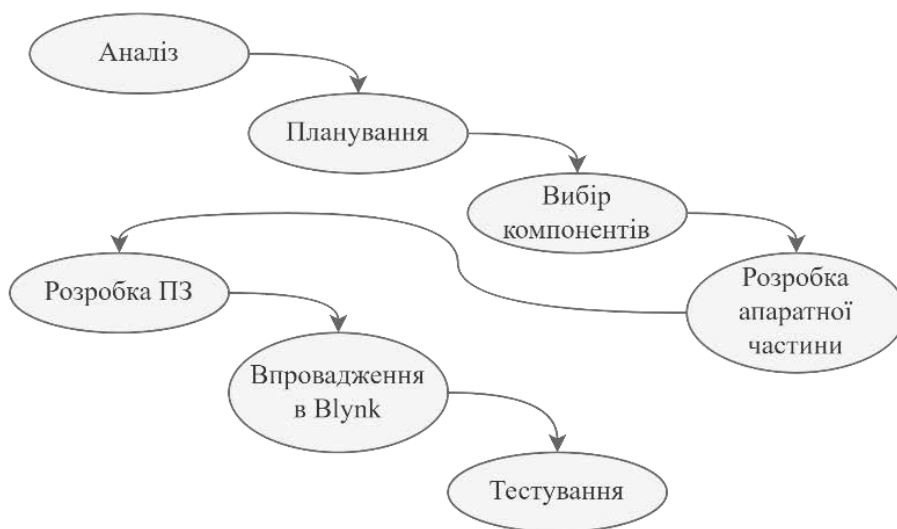 Аналіз
Планування
Вибір
компонентів
Розробка
апаратної
частини
Розробка ПЗ
Впровадження
в Blynk
Тестування